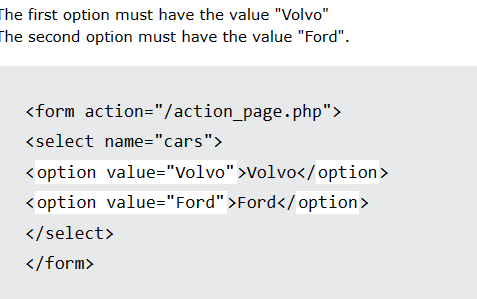 The first option must have the value "Volvo"
The second option must have the value "Ford".
<form action="/action_page.php">
<select name="cars">
<option value="Volvo">Volvo</option>
<option value="Ford">Ford</option>
</select>
</form>